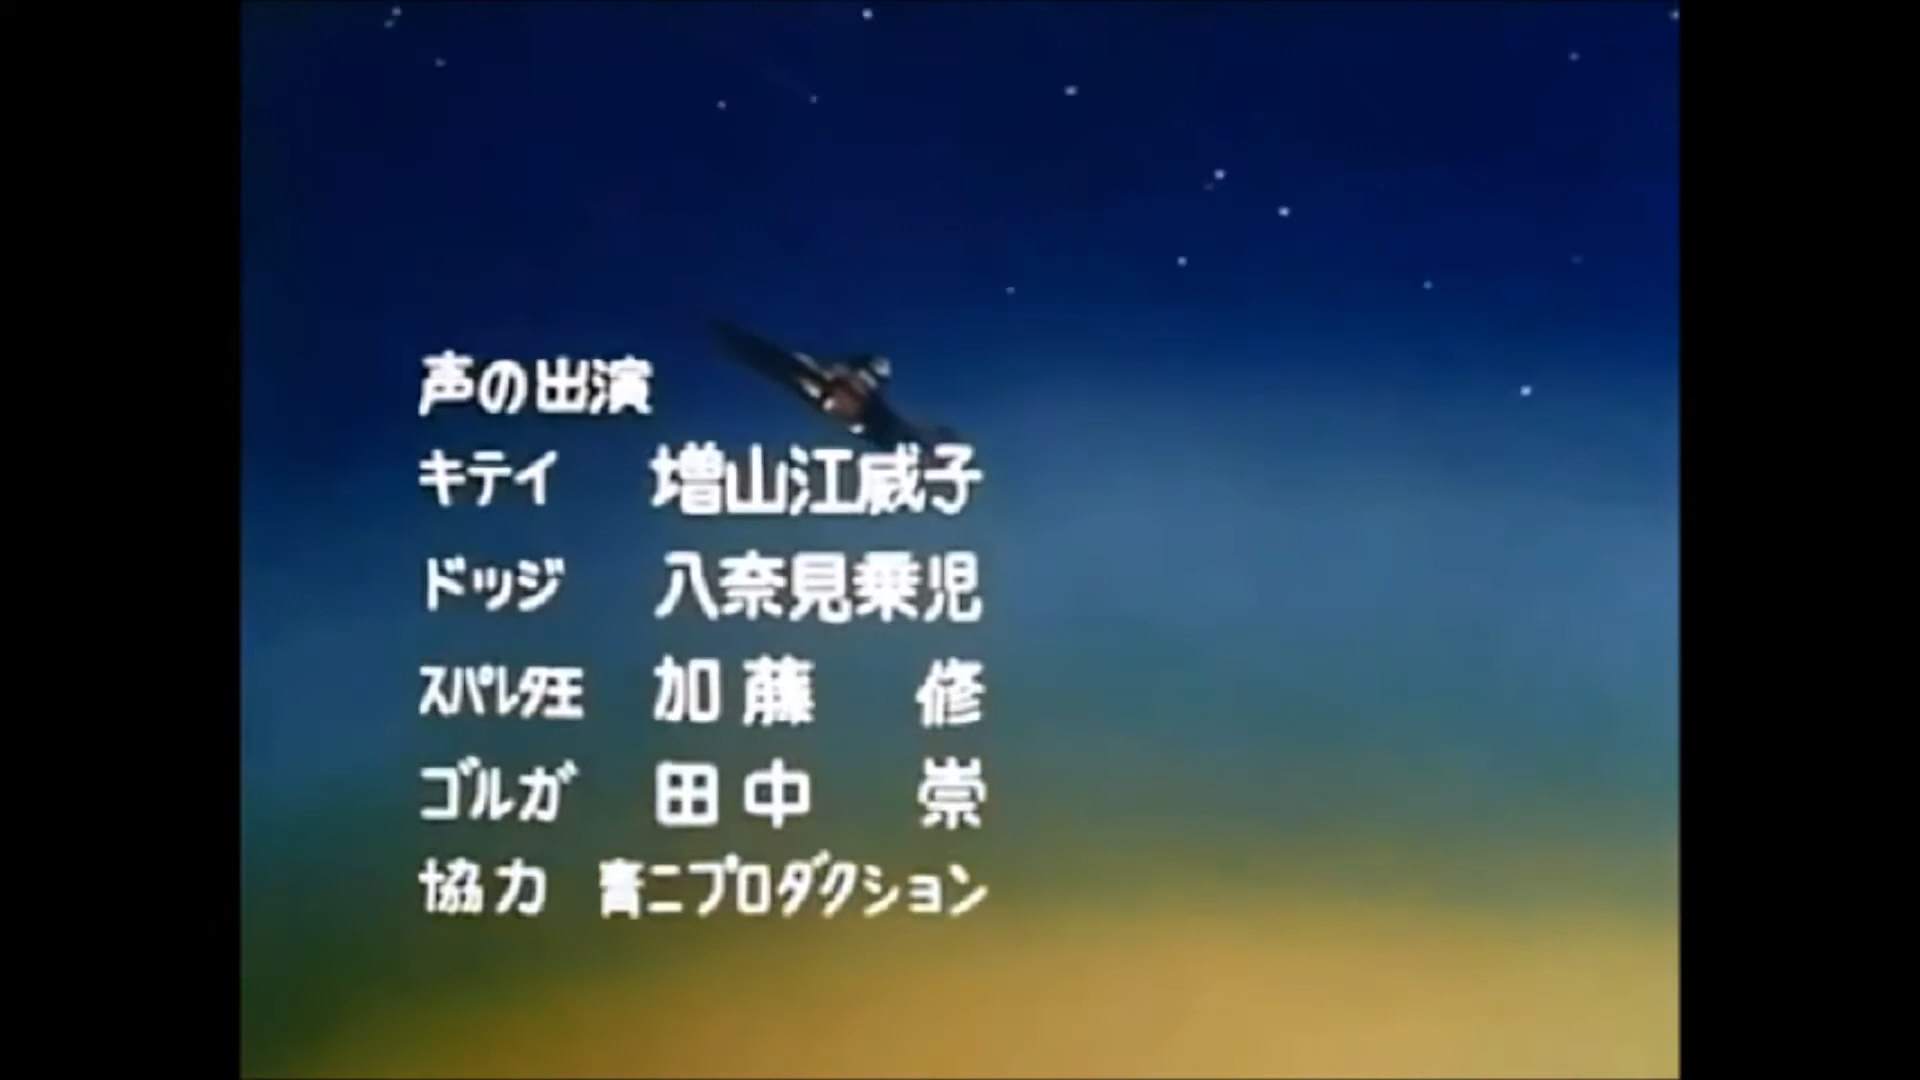 声の出演
キティ 増山江威子
ドッジ 八奈見乗児
スパルタ王 加藤 修
ゴルガ 田中 崇
協力 青二プロダクション